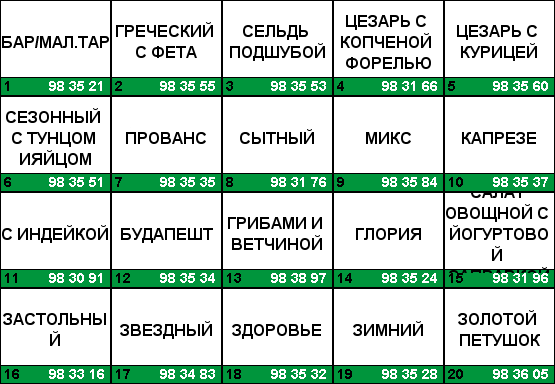 БАР/МАЛ.ТАР
1 98 35 21
ГРЕЧЕСКИЙ
С ФЕТА
2 98 35 55
СЕЛЬДЬ
ПОДШУБОЙ
3 98 35 53
ЦЕЗАРЬ С
КОПЧЕНОЙ
ФОРЕЛЬЮ
4 98 31 66
ЦЕЗАРЬ С
КУРИЦЕЙ
5 98 35 60
СЕЗОННЫЙ
С ТУНЦОМ
ИЯЙЦОМ
6 98 35 51
ПРОВАНС
7 98 35 35
СЫТНЫЙ
8 98 31 76
МИКС
9 98 35 84
КАПРЕЗЕ
10 98 35 37
С ИНДЕЙКОЙ
11 98 30 91
БУДАПЕШТ
12 98 35 34
ГРИБАМИ И
ВЕТЧИНОЙ
13 98 38 97
ГЛОРИЯ
14 98 35 24
САЛАТ
ОВОЩНОЙ С
ЙОГУРТОВО
Й
15 98 31 96
ЗАСТОЛЬНЫ
Й
16 98 33 16
ЗВЕЗДНЫЙ
17 98 34 83
ЗДОРОВЬЕ
18 98 35 32
ЗИМНИЙ
19 98 35 28
ЗОЛОТОЙ
ПЕТУШОК
20 98 36 05